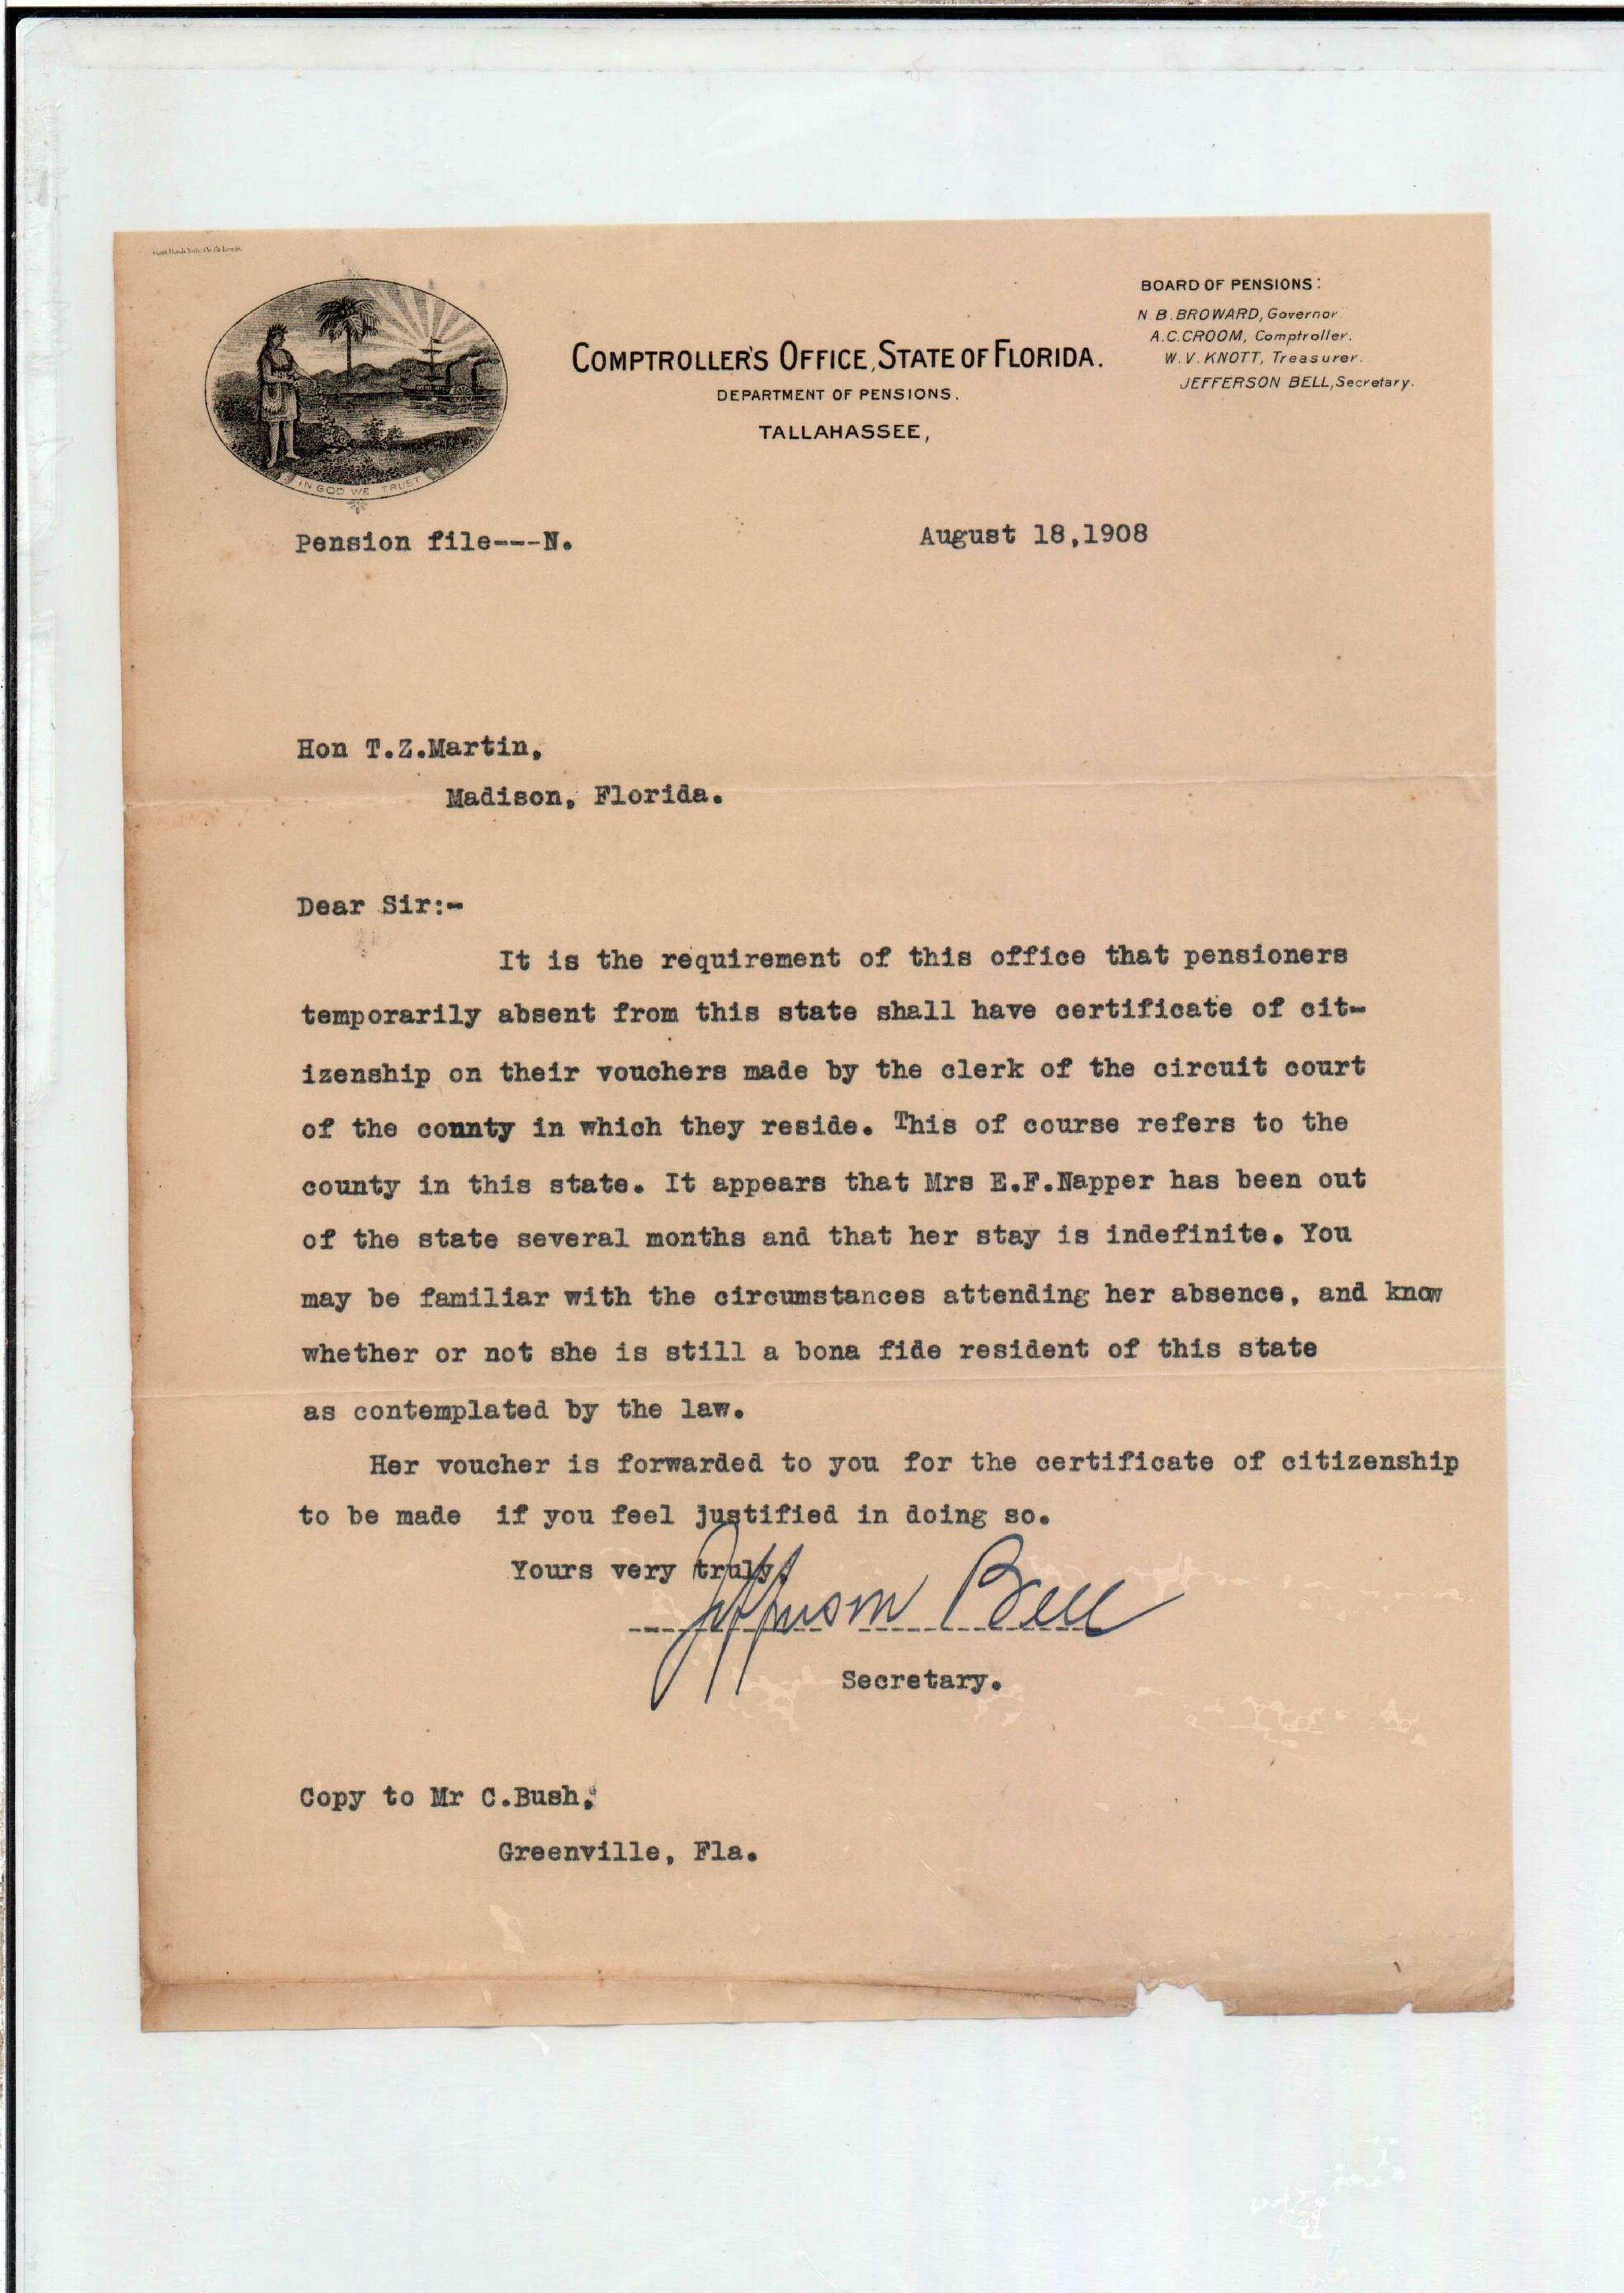 IN GOD WE TRUST
COMPTROLLER'S OFFICE, STATE OF FLORIDA.
DEPARTMENT OF PENSIONS.
TALLAHASSEE,
BOARD OF PENSIONS:
N.B. BROWARD, Governor.
A.C. CROOM, Comptroller.
W.V. KNOTT, Treasurer.
JEFFERSON BELL, Secretary.
Pension file---N.
August 18,1908
Hon T.Z.Martin,
Madison, Florida.
Dear Sir:-
It is the requirement of this office that pensioners
temporarily absent from this state shall have certificate of cit-
izenship on their vouchers made by the clerk of the circuit court
of the county in which they reside. This of course refers to the
county in this state. It appears that Mrs E.F.Napper has been out
of the state several months and that her stay is indefinite. You
may be familiar with the circumstances attending her absence, and know
whether or not she is still a bona fide resident of this state
as contemplated by the law.
Her voucher is forwarded to you for the certificate of citizenship
to be made if you feel justified in doing so.
Yours very truly,
Jefferson Bell
Secretary.
Copy to Mr C.Bush,
Greenville, Fla.